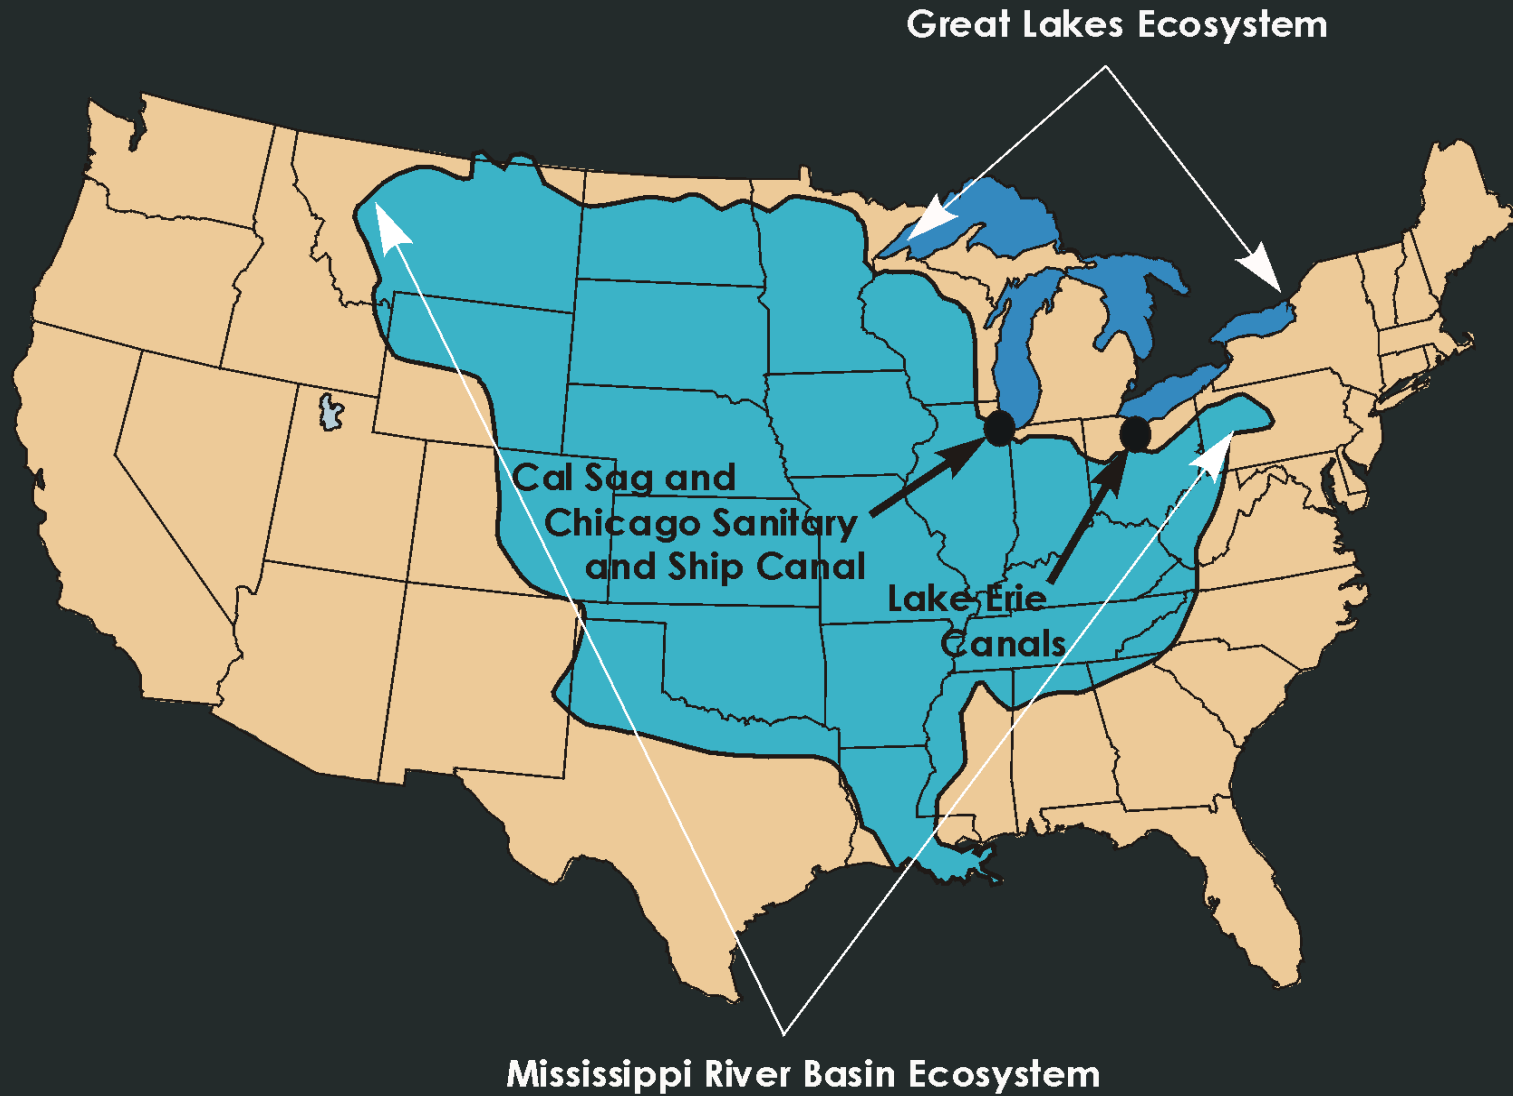 Great Lakes Ecosystem
Cal Sag and
Chicago Sanitary
and Ship Canal
Lake Erie
Canals
Mississippi River Basin Ecosystem